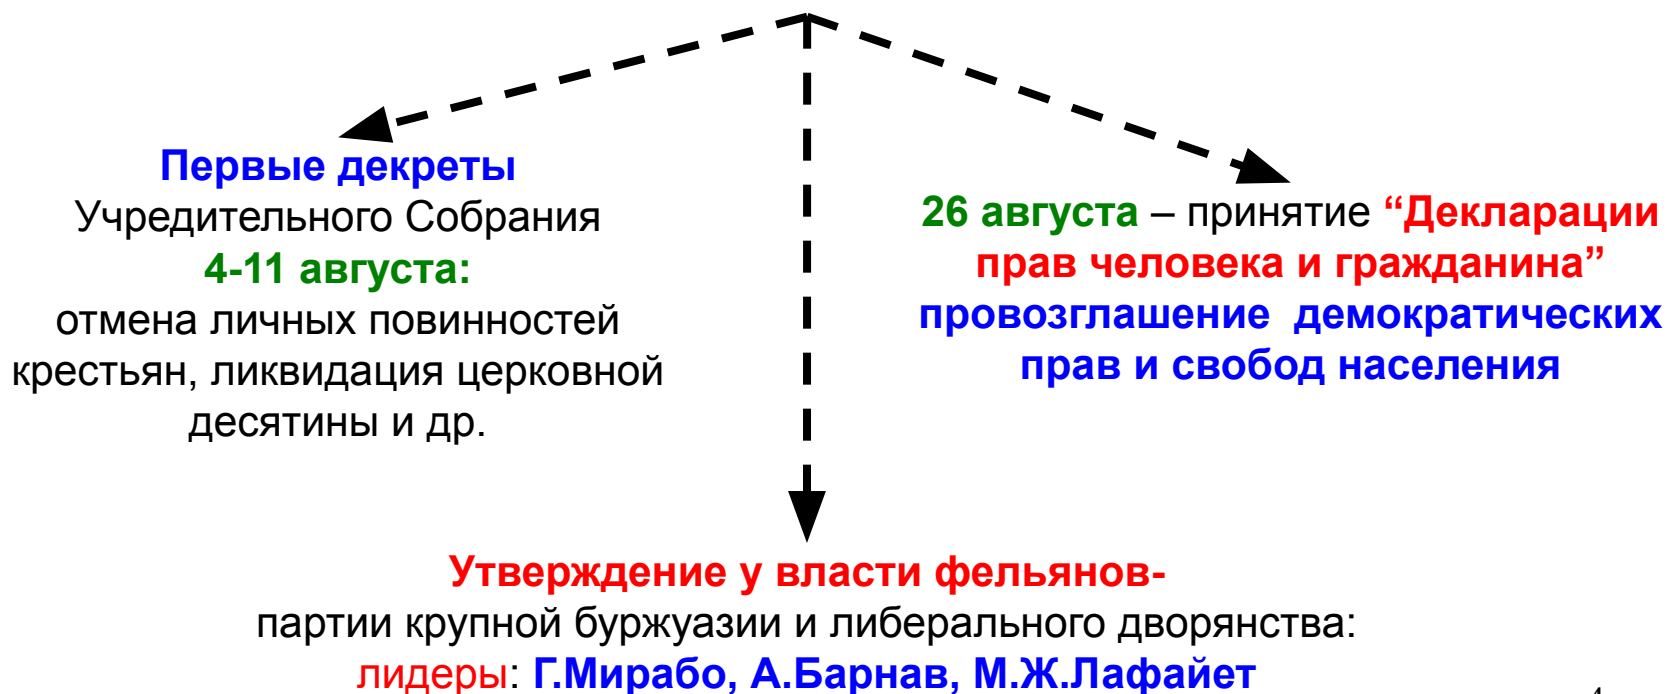 Первые декреты
Учредительного Собрания
4-11 августа:
отмена личных повинностей
крестьян, ликвидация церковной
десятины и др.
26 августа – принятие “Декларации
прав человека и гражданина”
провозглашение демократических
прав и свобод населения
Утверждение у власти фельянов-
партии крупной буржуазии и либерального дворянства:
лидеры: Г.Мирабо, А.Барнав, М.Ж.Лафайет